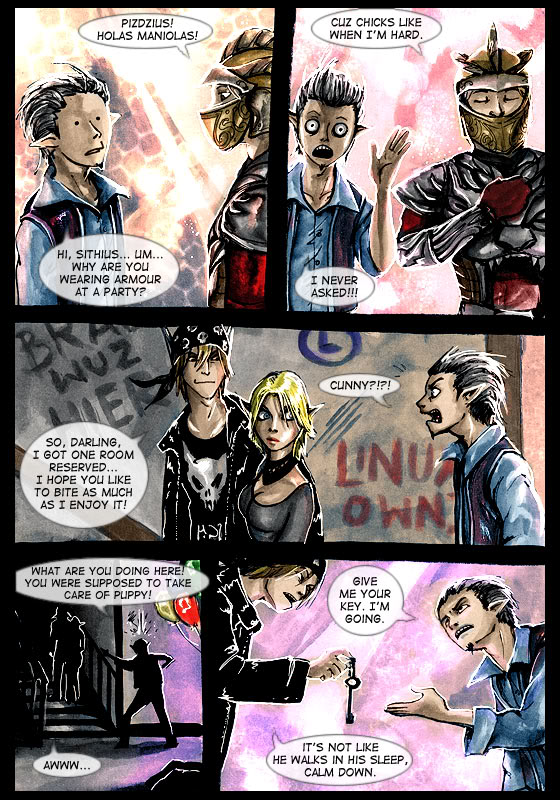 PIZDZIUS!
HOLAS MANIOLAS!
HI, SITHIUS... UM...
WHY ARE YOU
WEARING ARMOUR
AT A PARTY?
CUZ CHICKS LIKE
WHEN I'M HARD.
I NEVER
ASKED!!!
WUZ
SO, DARLING,
I GOT ONE ROOM
RESERVED...
I HOPE YOU LIKE
TO BITE AS MUCH
AS I ENJOY IT!
CUNNY?!?!
LINUX
OWNZ
WHAT ARE YOU DOING HERE!
YOU WERE SUPPOSED TO TAKE
CARE OF PUPPY!
AWWW...
GIVE
ME YOUR
KEY. I'M
GOING.
IT'S NOT LIKE
HE WALKS IN HIS SLEEP,
CALM DOWN.